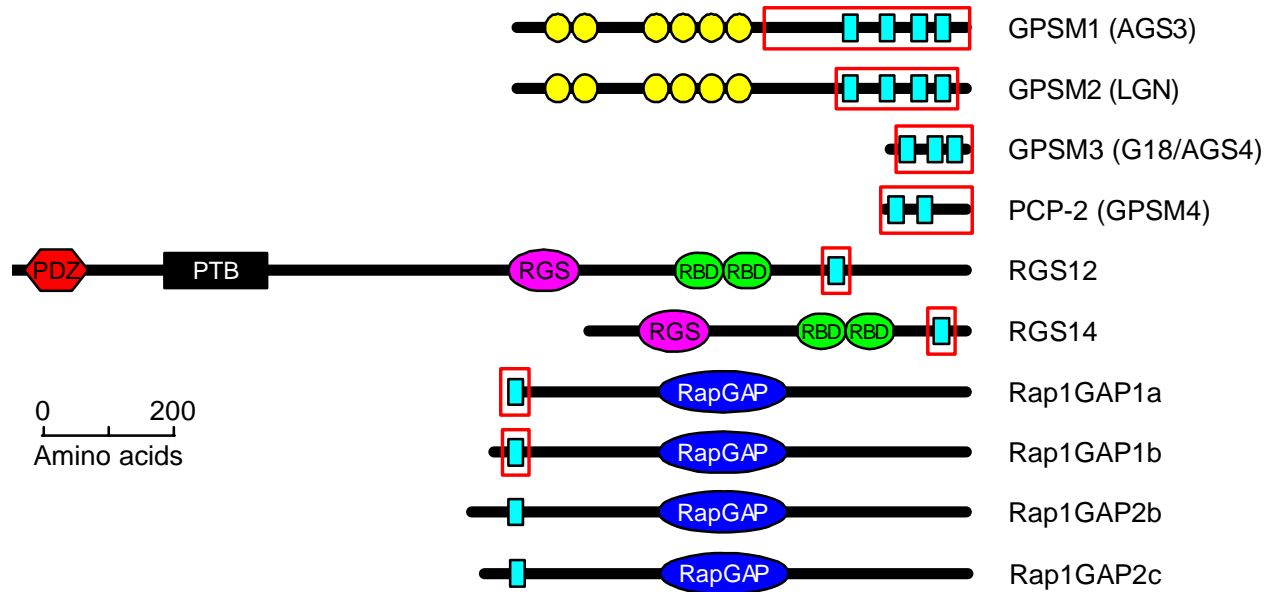 GPSM1 (AGS3)
GPSM2 (LGN)
GPSM3 (G18/AGS4)
PCP-2 (GPSM4)
PDZ PTB RGS RBD RBD RGS12
RGS RBD RBD RGS14
RapGAP Rap1GAP1a
0 200
Amino acids
RapGAP Rap1GAP1b
RapGAP Rap1GAP2b
RapGAP Rap1GAP2c